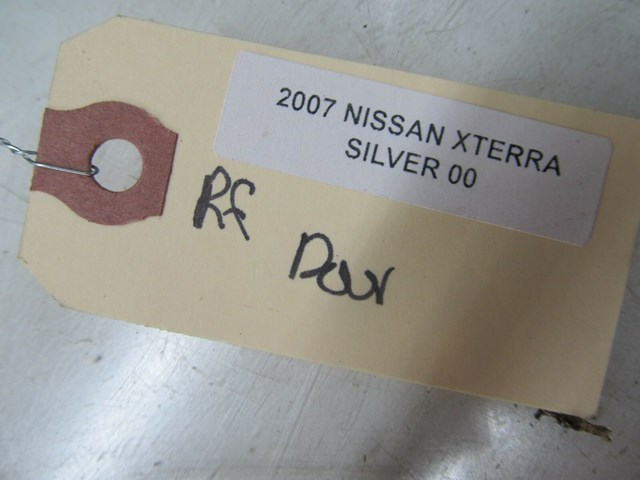 2007 NISSAN XTERRA
SILVER 00
Rf
Door